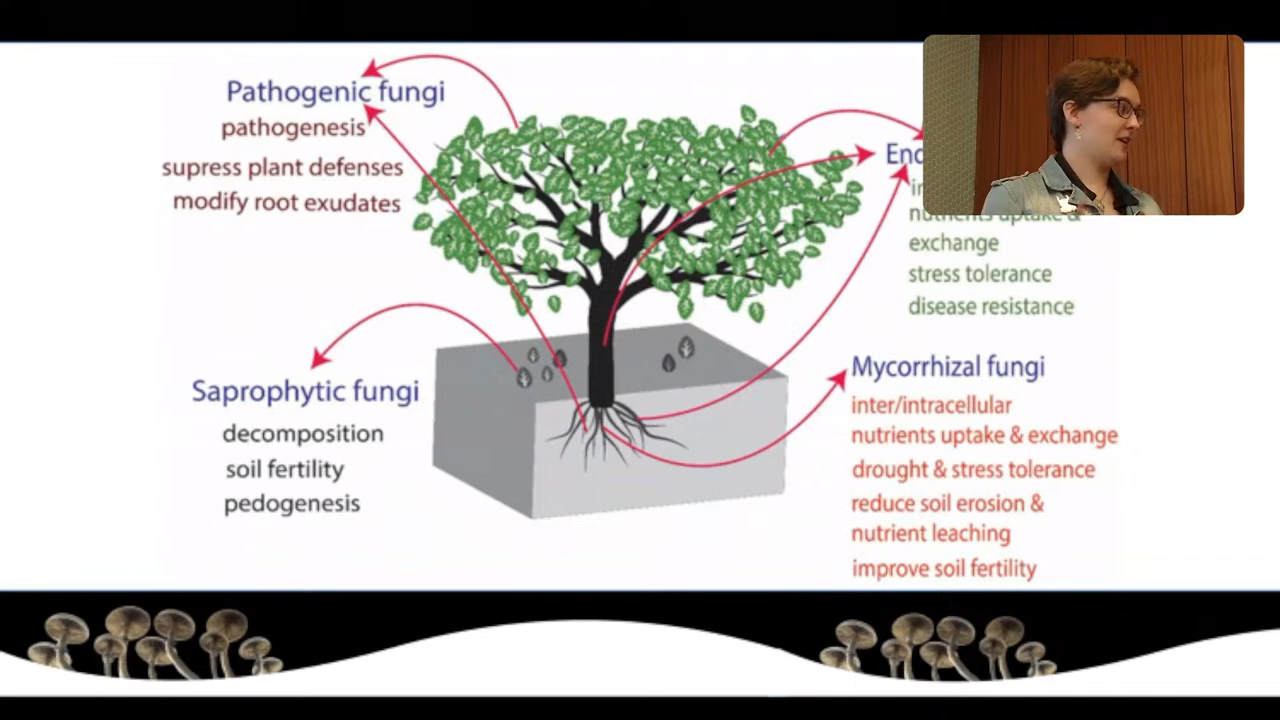 Pathogenic fungi
pathogenesis
supress plant defenses
modify root exudates
Saprophytic fungi
decomposition
soil fertility
pedogenesis
nutrients uptake &
exchange
stress tolerance
disease resistance
Mycorrhizal fungi
inter/intracellular
nutrients uptake & exchange
drought & stress tolerance
reduce soil erosion &
nutrient leaching
improve soil fertility